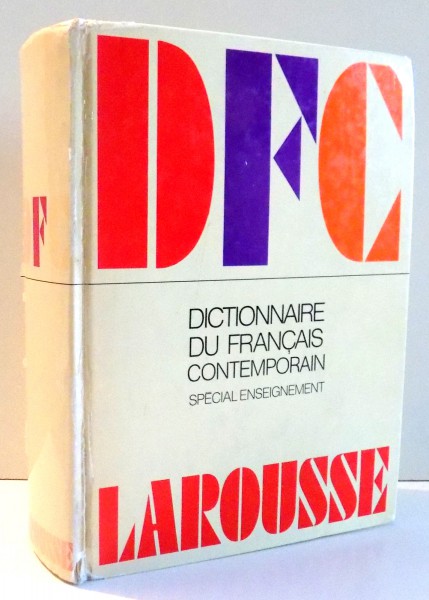 DFC
F
DICTIONNAIRE
DU FRANÇAIS
CONTEMPORAIN
SPÉCIAL ENSEIGNEMENT
LAROUSSE